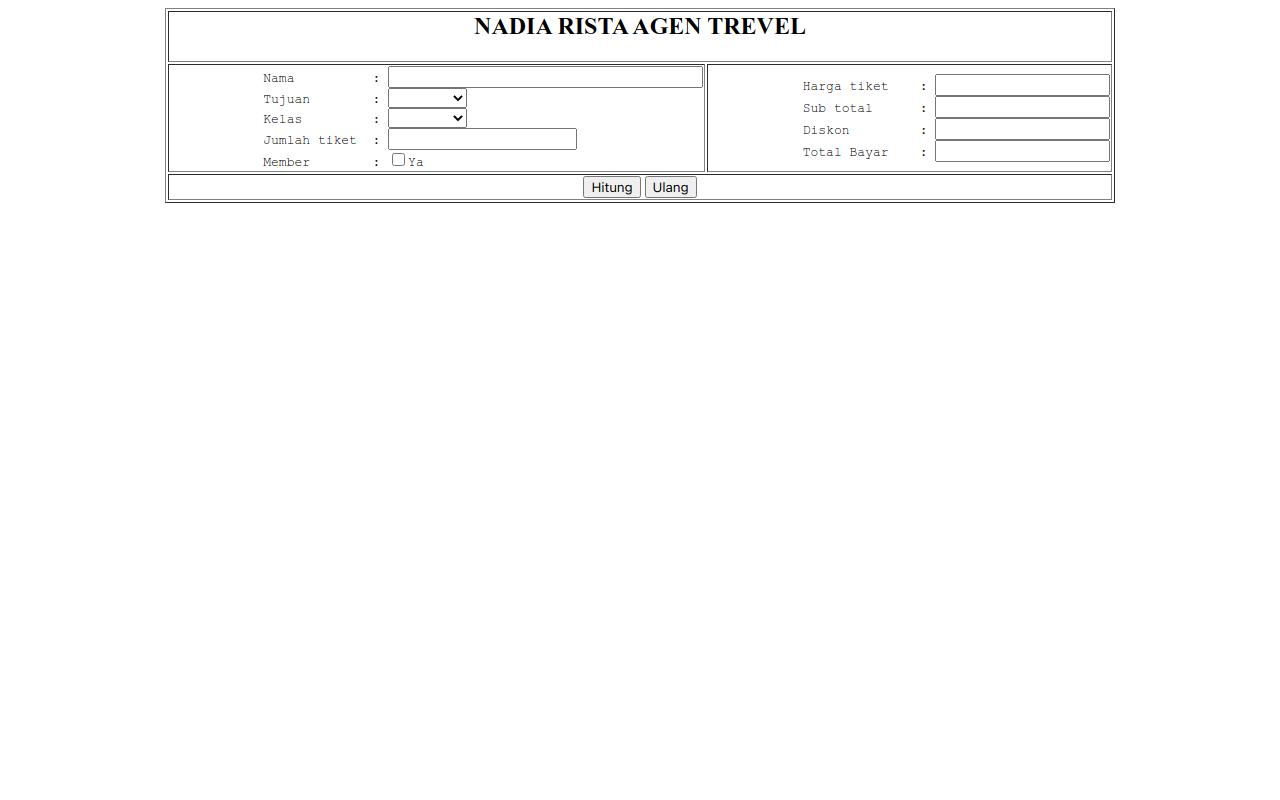 NADIA RISTA AGEN TREVEL
Nama :
Tujuan :
Kelas :
Jumlah tiket :
Member : Ya
Harga tiket :
Sub total :
Diskon :
Total Bayar :
Hitung Ulang